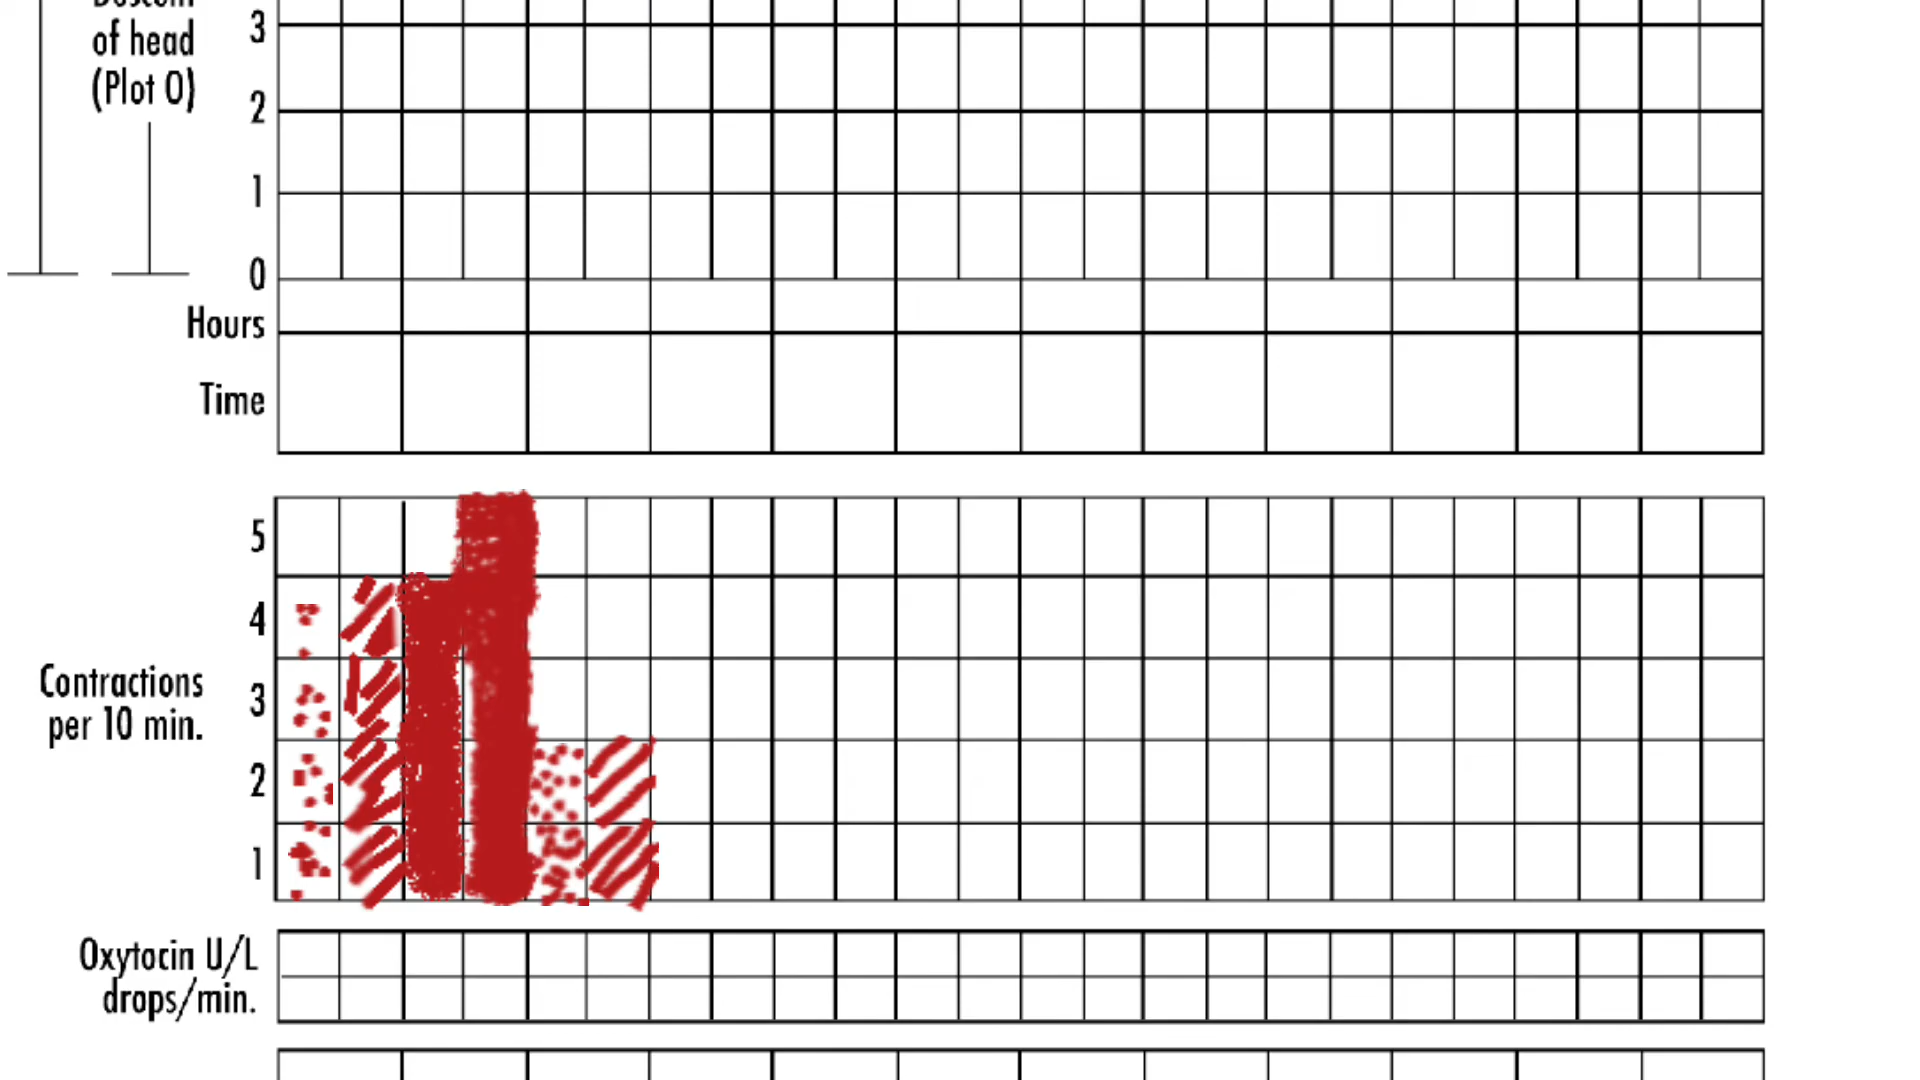 of head
(Plot O)
3
2
1
0
Hours
Time
5
4
3
2
1
Contractions
per 10 min.
Oxytocin U/L
drops/min.